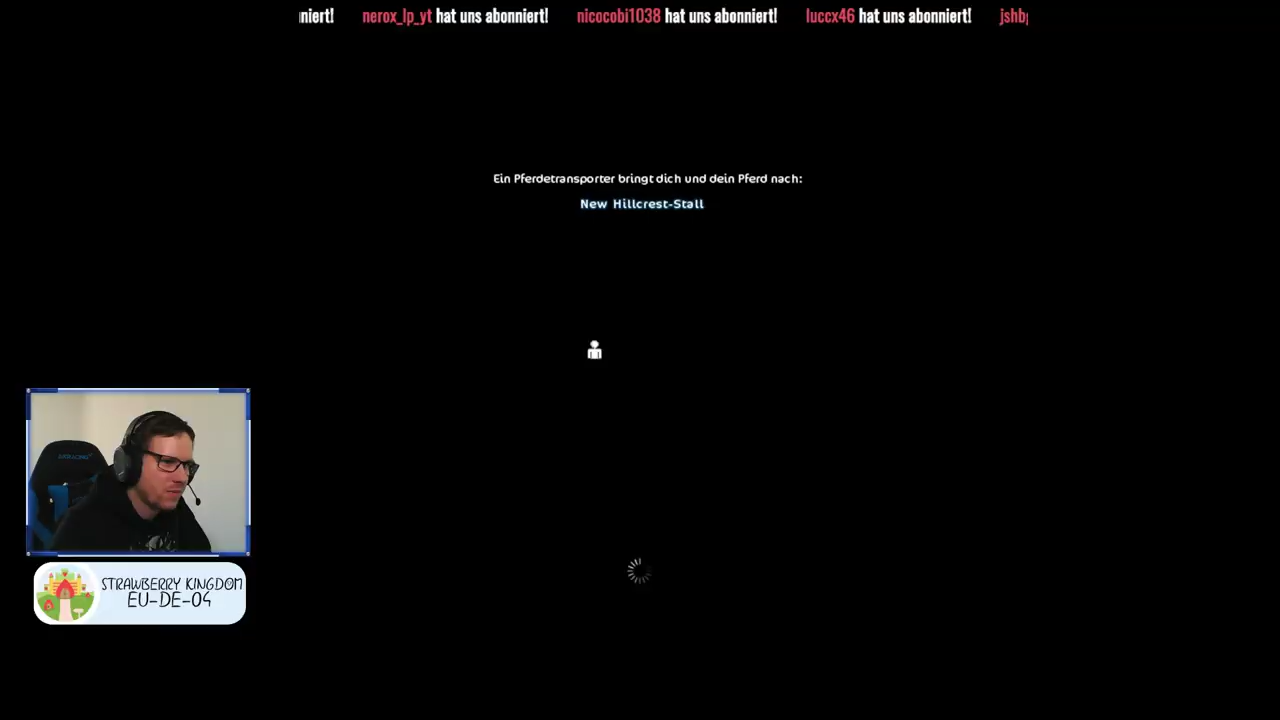 niert! nerox_lp_yt hat uns abonniert! nicocobi1038 hat uns abonniert! luccx46 hat uns abonniert! jshb
Ein Pferdetransporter bringt dich und dein Pferd nach:
New Hillcrest-Stall
STRAWBERRY KINGDOM
EU-DE-04